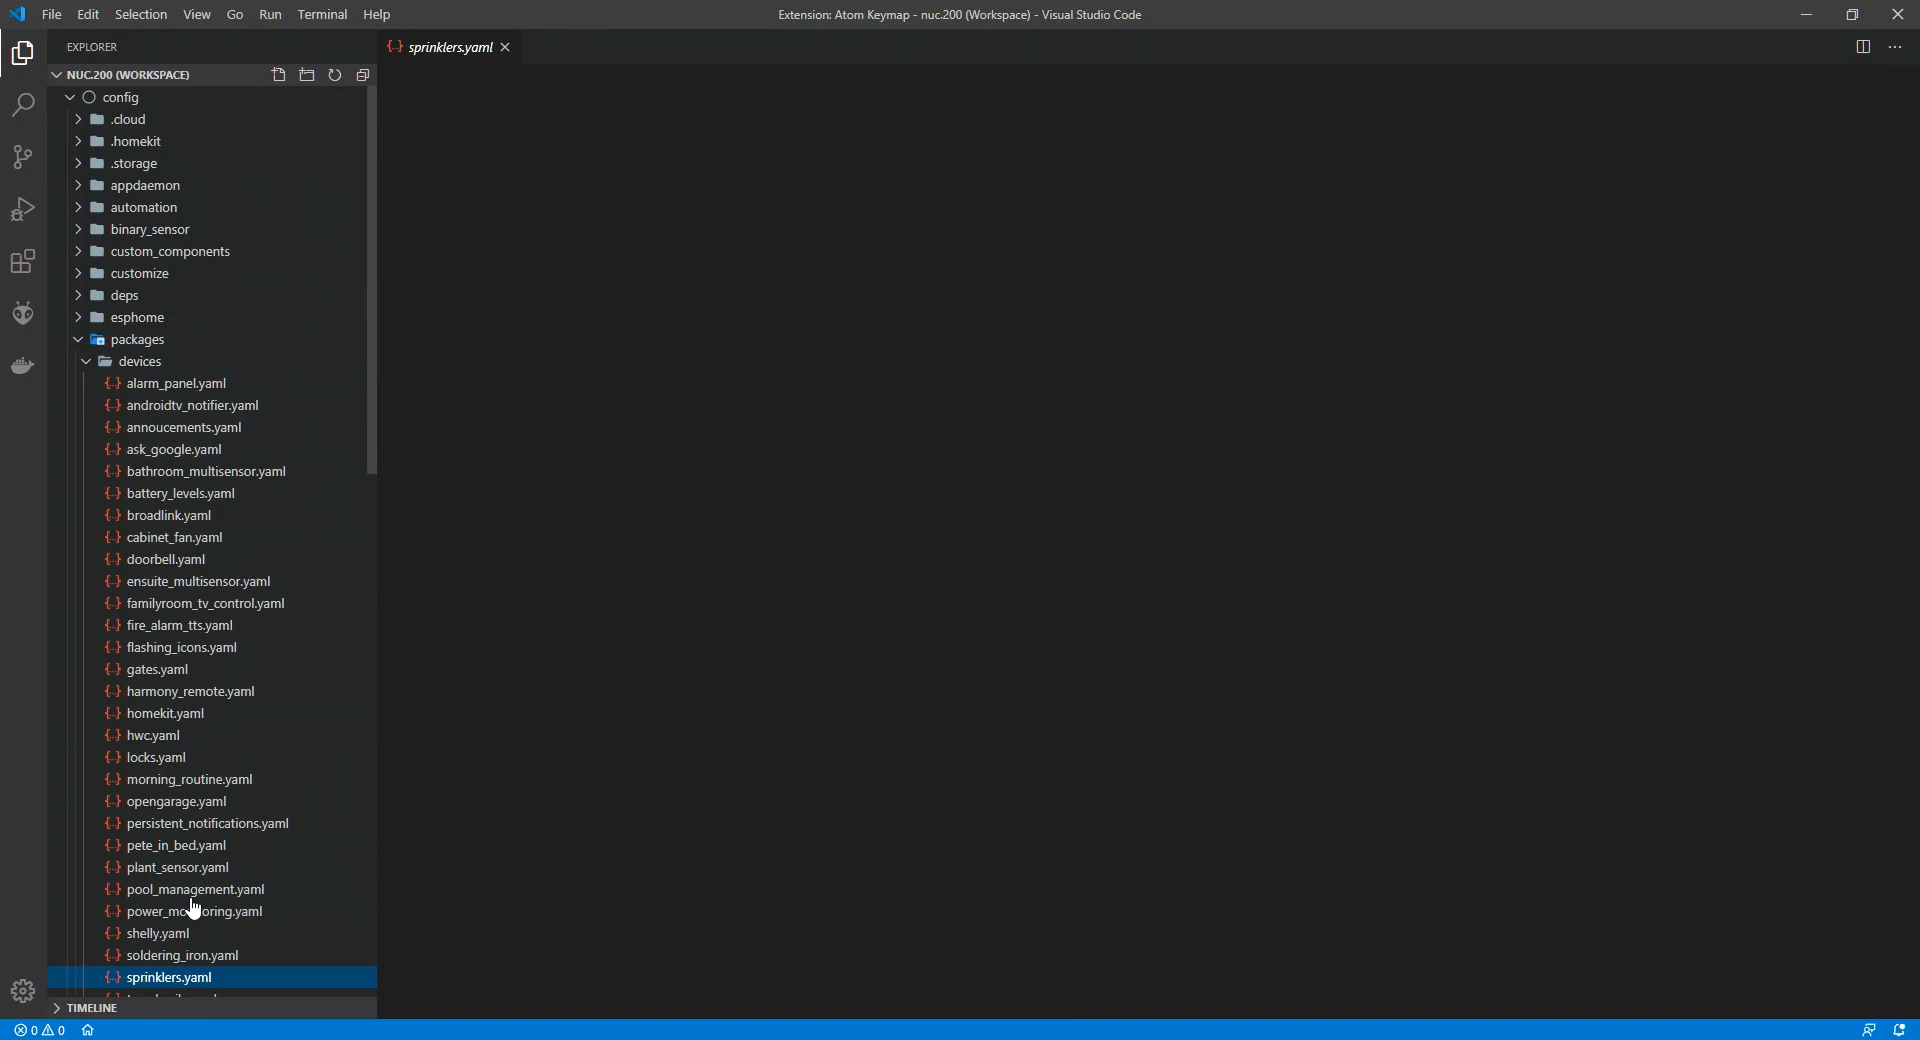 File Edit Selection View Go Run Terminal Help
Extension: Atom Keymap - nuc.200 (Workspace) - Visual Studio Code
EXPLORER
sprinklers.yaml
NUC.200 (WORKSPACE)
config
.cloud
.homekit
.storage
appdaemon
automation
binary_sensor
custom_components
customize
deps
esphome
packages
devices
alarm_panel.yaml
androidtv_notifier.yaml
annoucements.yaml
ask_google.yaml
bathroom_multisensor.yaml
battery_levels.yaml
broadlink.yaml
cabinet_fan.yaml
doorbell.yaml
ensuite_multisensor.yaml
familyroom_tv_control.yaml
fire_alarm_tts.yaml
flashing_icons.yaml
gates.yaml
harmony_remote.yaml
homekit.yaml
hwc.yaml
locks.yaml
morning_routine.yaml
opengarage.yaml
persistent_notifications.yaml
pete_in_bed.yaml
plant_sensor.yaml
pool_management.yaml
power_monitoring.yaml
shelly.yaml
soldering_iron.yaml
sprinklers.yaml
TIMELINE
0 0